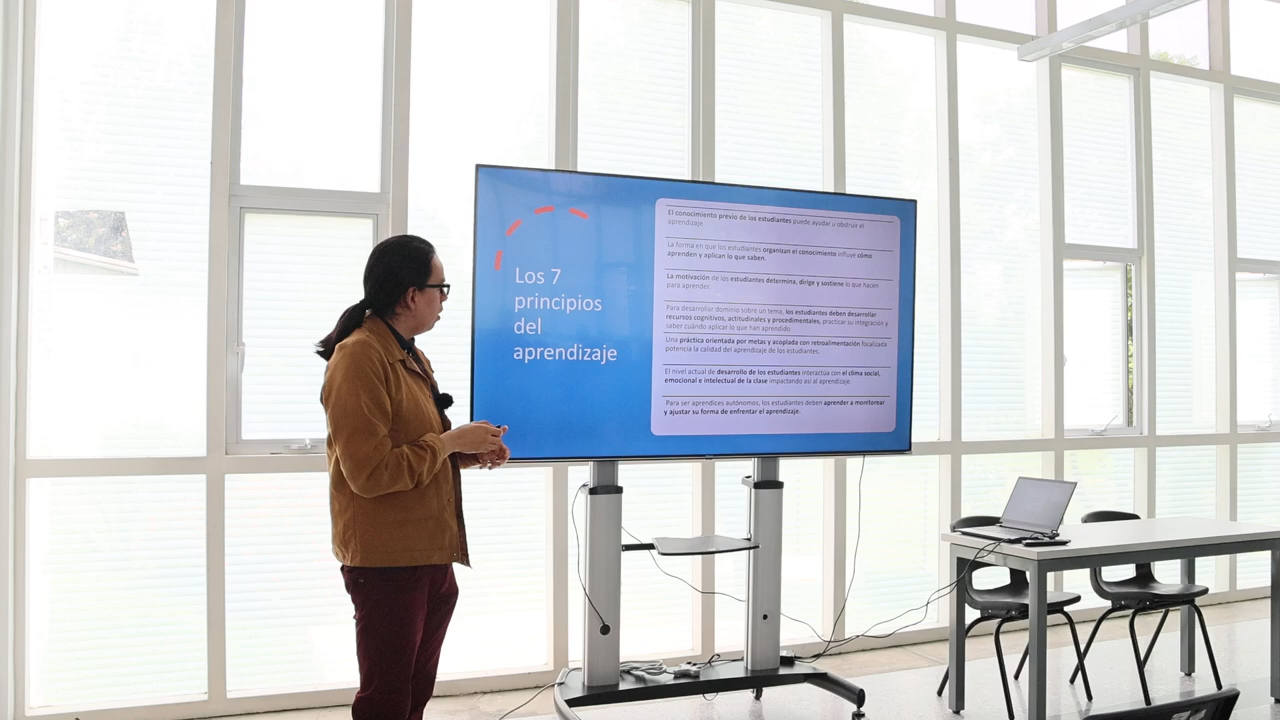 Los 7
principios
del
aprendizaje
El conocimiento previo de los estudiantes puede ayudar u obstruir el
aprendizaje
La forma en que los estudiantes organizan el conocimiento influye cómo
aprenden y aplican lo que saben.
La motivación de los estudiantes determina, dirige y sostiene lo que hacen
para aprender.
Para desarrollar dominio sobre un tema, los estudiantes deben desarrollar
recursos cognitivos, actitudinales y procedimentales, practicar su integración y
saber cuándo aplicar lo que han aprendido.
Una práctica orientada por metas y acoplada con retroalimentación focalizada
potencia la calidad del aprendizaje de los estudiantes.
El nivel actual de desarrollo de los estudiantes interactúa con el clima social,
emocional e intelectual de la clase impactando así al aprendizaje.
Para ser aprendices autónomos, los estudiantes deben aprender a monitorear
y ajustar su forma de enfrentar el aprendizaje.